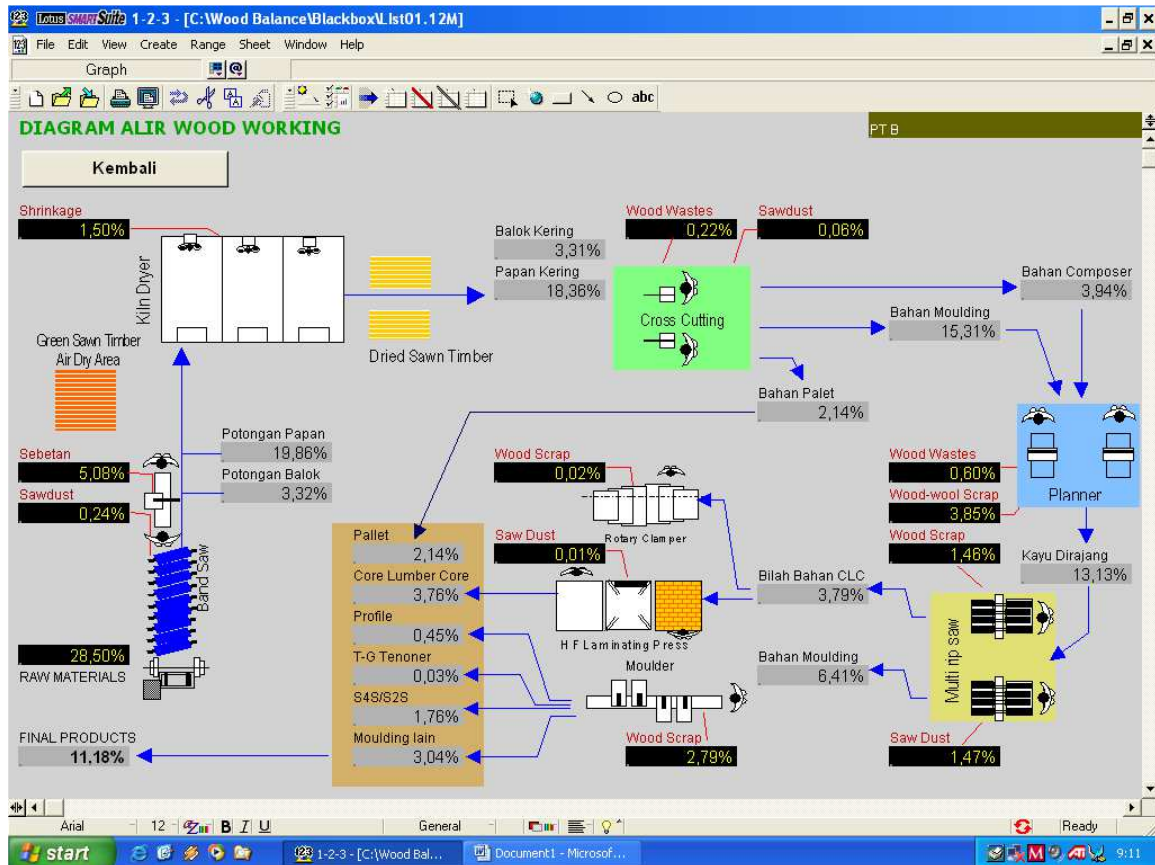 Lotus SMARTSuite 1-2-3 - [C:\Wood Balance\Blackbox\LIst01.12M]
File Edit View Create Range Sheet Window Help
Graph
abc
DIAGRAM ALIR WOOD WORKING
PT B
Kembali
Shrinkage
1,50%
Kiln Dryer
Green Sawn Timber
Air Dry Area
Dried Sawn Timber
Balok Kering
3,31%
Papan Kering
18,36%
Wood Wastes
0,22%
Sawdust
0,06%
Cross Cutting
Bahan Composer
3,94%
Bahan Moulding
15,31%
Bahan Palet
2,14%
Potongan Papan
19,86%
Potongan Balok
3,32%
Sebetan
5,08%
Sawdust
0,24%
Band Saw
28,50%
RAW MATERIALS
Wood Scrap
0,02%
Rotary Clamper
Saw Dust
0,01%
H F Laminating Press
Moulder
Wood Scrap
2,79%
Wood Wastes
0,60%
Wood-wool Scrap
3,85%
Planner
Wood Scrap
1,46%
Kayu Dirajang
13,13%
Bilah Bahan CLC
3,79%
Bahan Moulding
6,41%
Multi rip saw
Saw Dust
1,47%
Pallet
2,14%
Core Lumber Core
3,76%
Profile
0,45%
T-G Tenoner
0,03%
S4S/S2S
1,76%
Moulding lain
3,04%
FINAL PRODUCTS
11,18%
Arial 12 B I U General Ready
start 1-2-3 - [C:\Wood Bal... Document1 - Microsof... 9:11